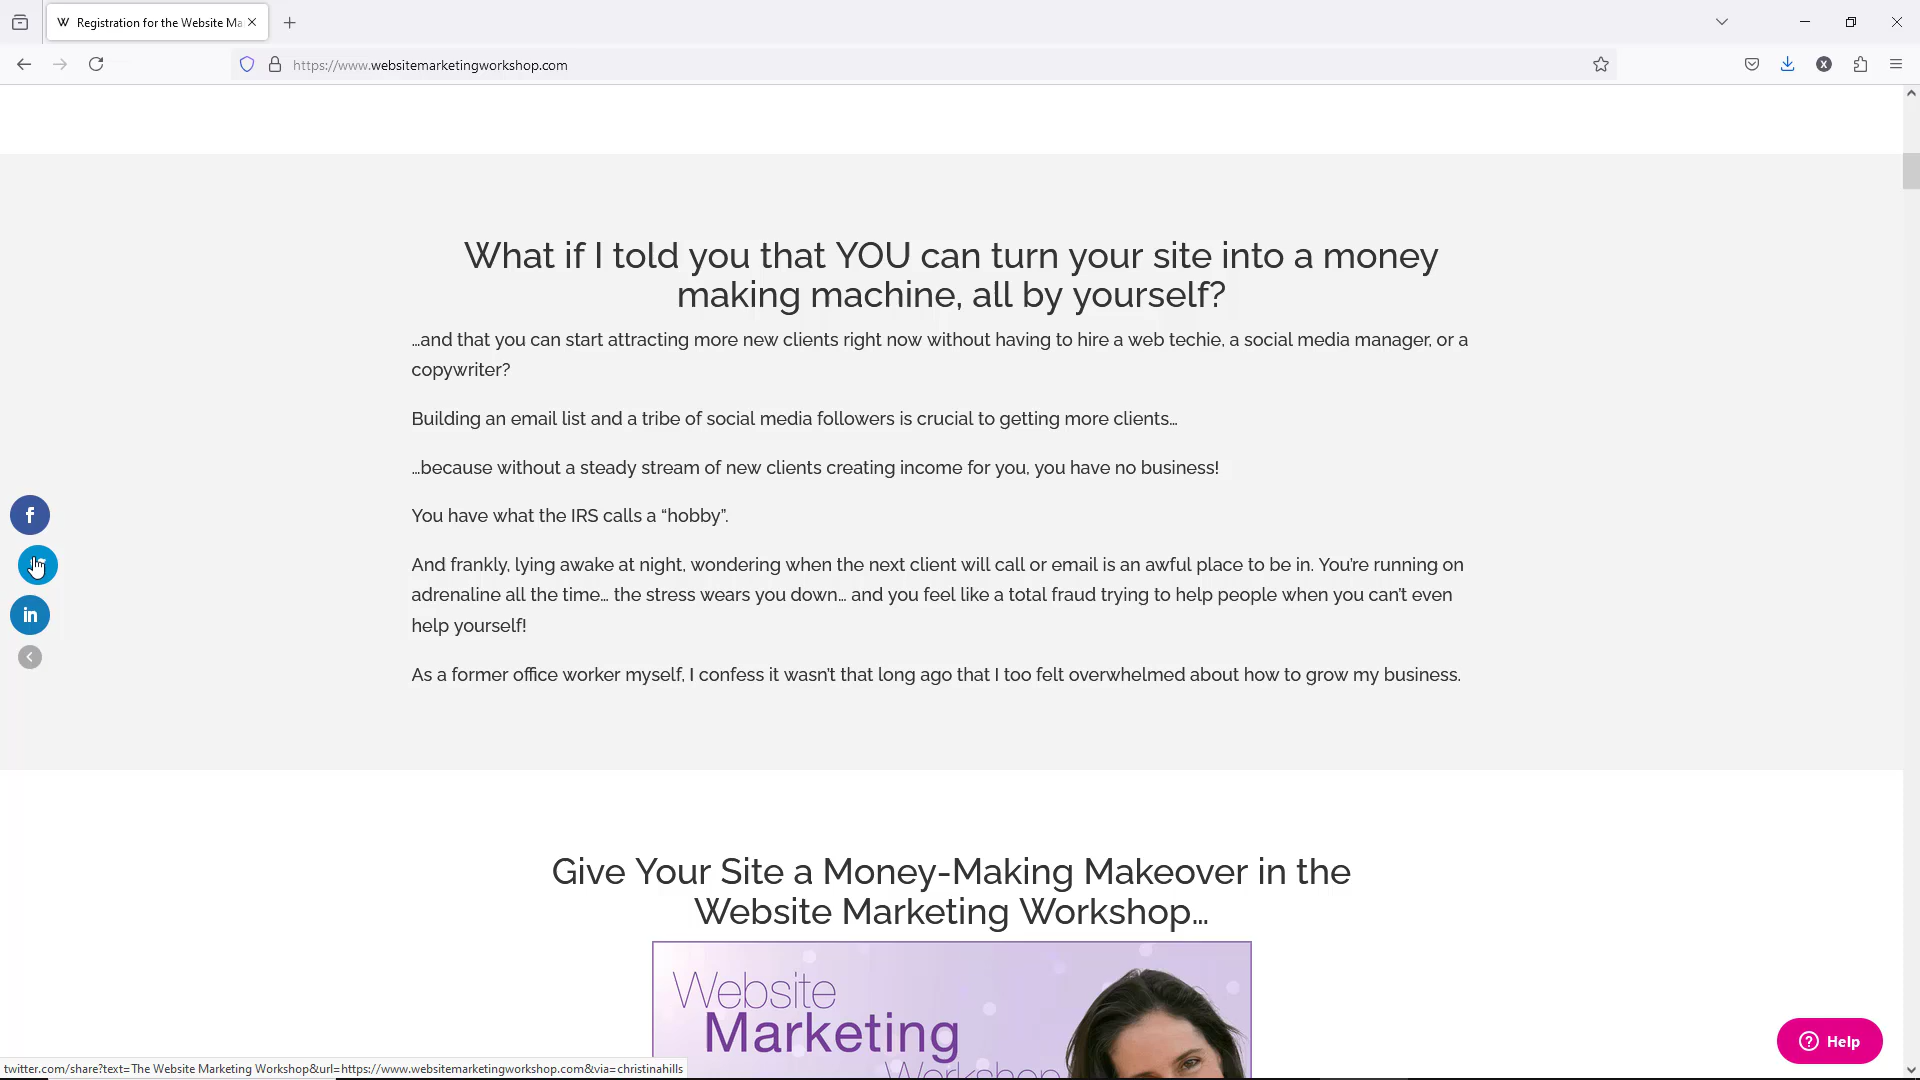 Registration for the Website Ma
https://www.websitemarketingworkshop.com
What if I told you that YOU can turn your site into a money
making machine, all by yourself?
…and that you can start attracting more new clients right now without having to hire a web techie, a social media manager, or a
copywriter?
Building an email list and a tribe of social media followers is crucial to getting more clients…
…because without a steady stream of new clients creating income for you, you have no business!
You have what the IRS calls a “hobby”.
And frankly, lying awake at night, wondering when the next client will call or email is an awful place to be in. You’re running on
adrenaline all the time… the stress wears you down… and you feel like a total fraud trying to help people when you can’t even
help yourself!
As a former office worker myself, I confess it wasn’t that long ago that I too felt overwhelmed about how to grow my business.
Give Your Site a Money-Making Makeover in the
Website Marketing Workshop…
Website
Marketing
Workshop
Help
twitter.com/share?text=The Website Marketing Workshop&url=https://www.websitemarketingworkshop.com&via=christinahills